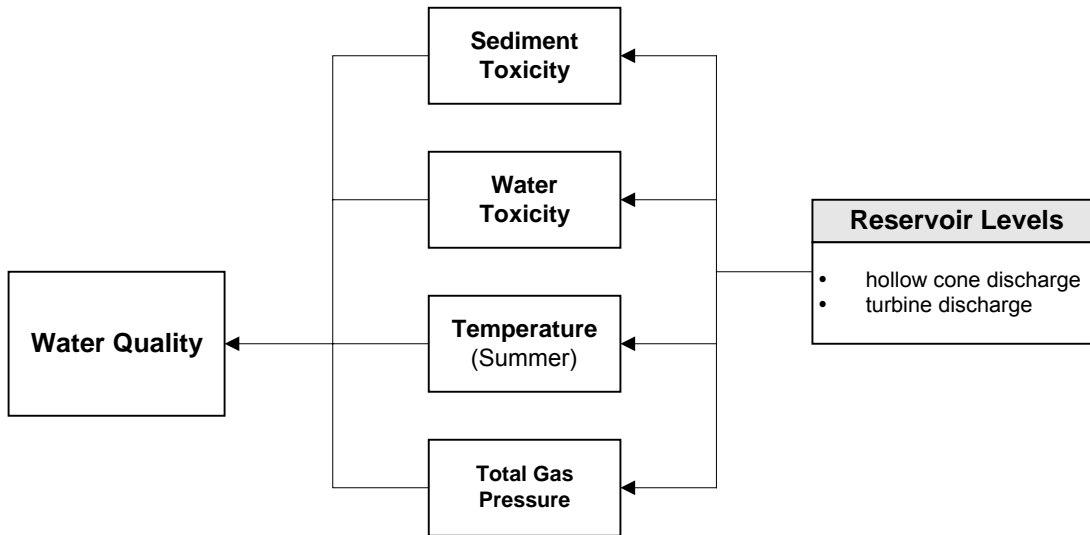 Sediment
Toxicity
Water
Toxicity
Reservoir Levels
• hollow cone discharge
• turbine discharge
Water Quality
Temperature
(Summer)
Total Gas
Pressure